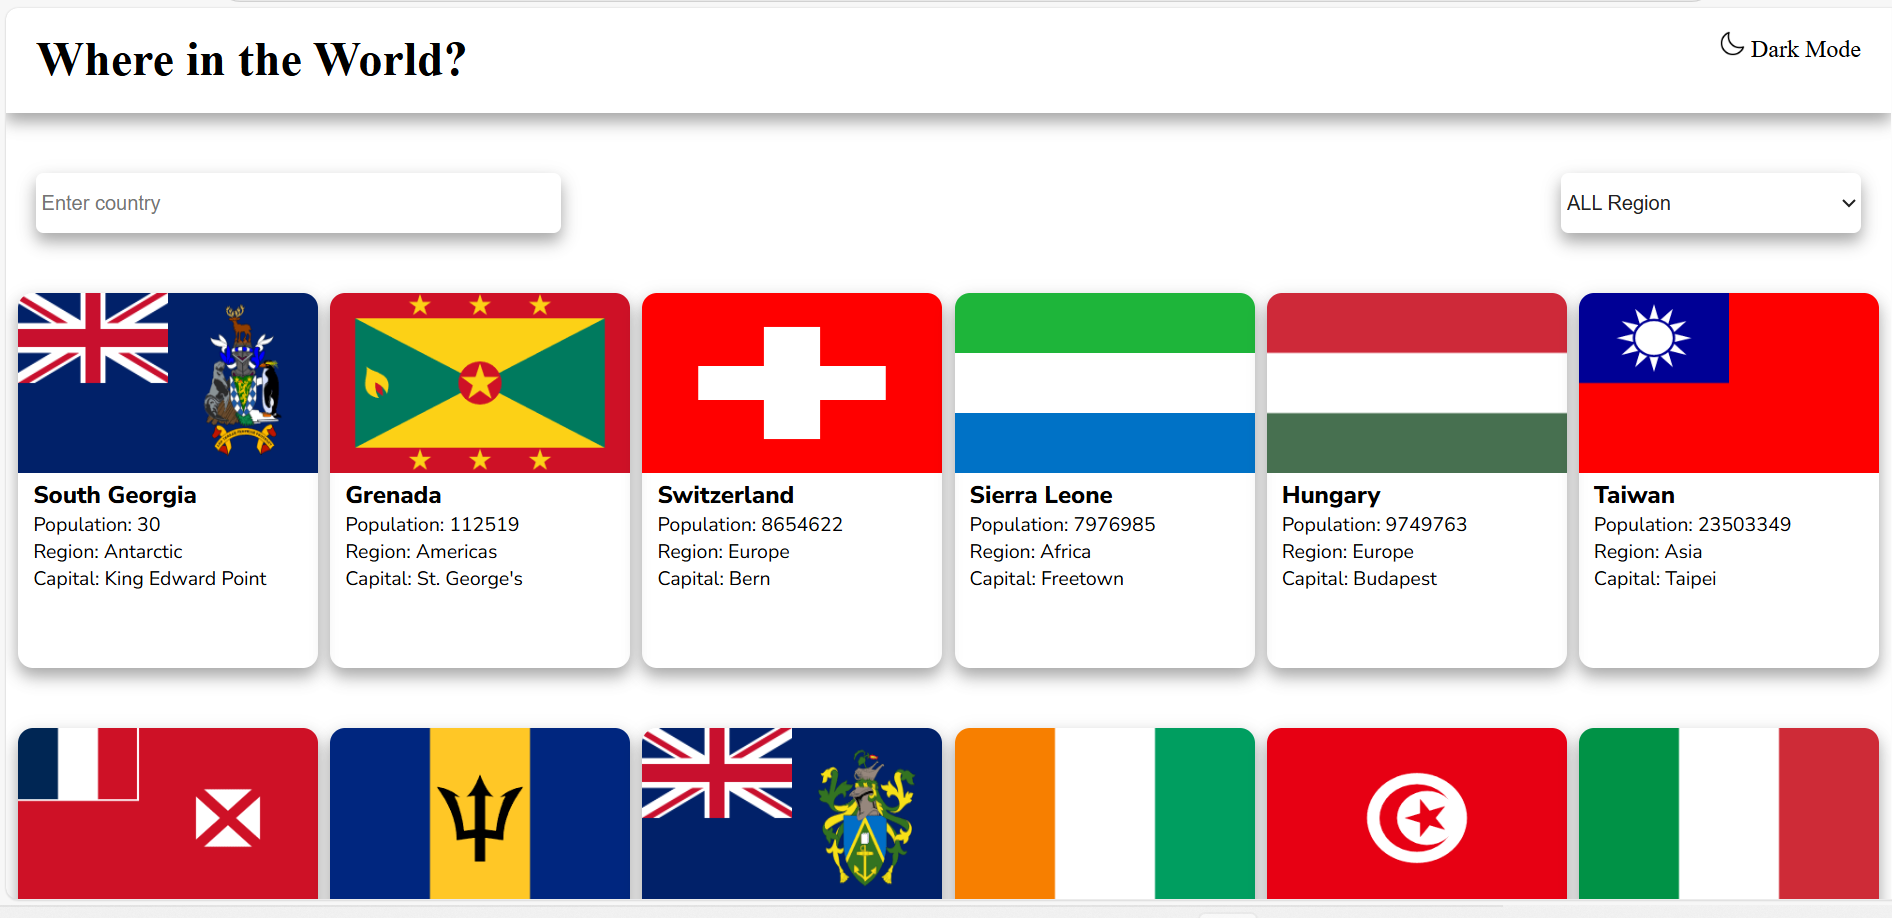 Where in the World?
Dark Mode
Enter country
ALL Region
South Georgia
Population: 30
Region: Antarctic
Capital: King Edward Point
Grenada
Population: 112519
Region: Americas
Capital: St. George's
Switzerland
Population: 8654622
Region: Europe
Capital: Bern
Sierra Leone
Population: 7976985
Region: Africa
Capital: Freetown
Hungary
Population: 9749763
Region: Europe
Capital: Budapest
Taiwan
Population: 23503349
Region: Asia
Capital: Taipei